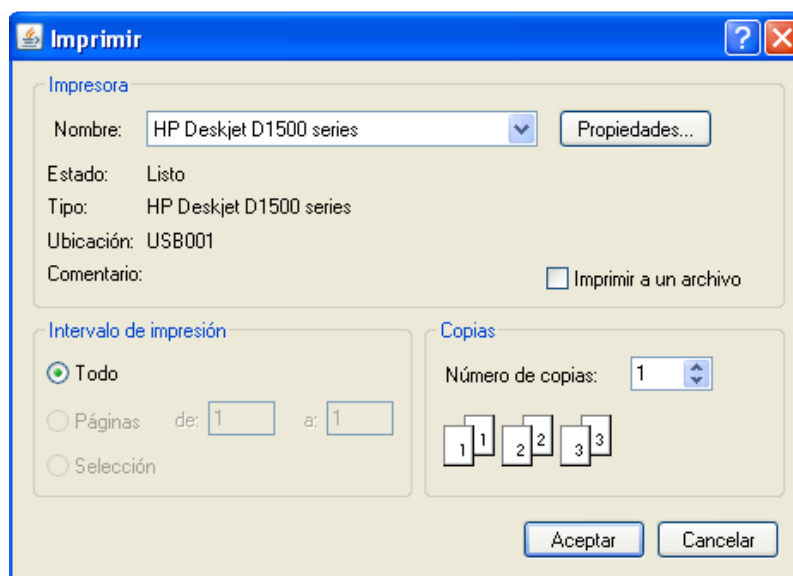 Imprimir
Impresora
Nombre: HP Deskjet D1500 series Propiedades...
Estado: Listo
Tipo: HP Deskjet D1500 series
Ubicación: USB001
Comentario: Imprimir a un archivo
Intervalo de impresión
Todo
Páginas de: 1 a: 1
Selección
Copias
Número de copias: 1
1 1 2 2 3 3
Aceptar Cancelar